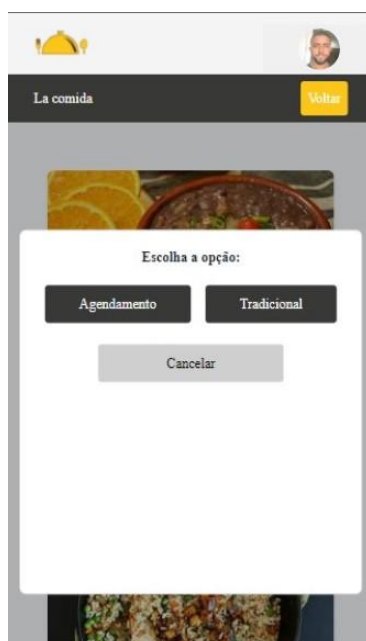 La comida
Voltar
Escolha a opção:
Agendamento
Tradicional
Cancelar